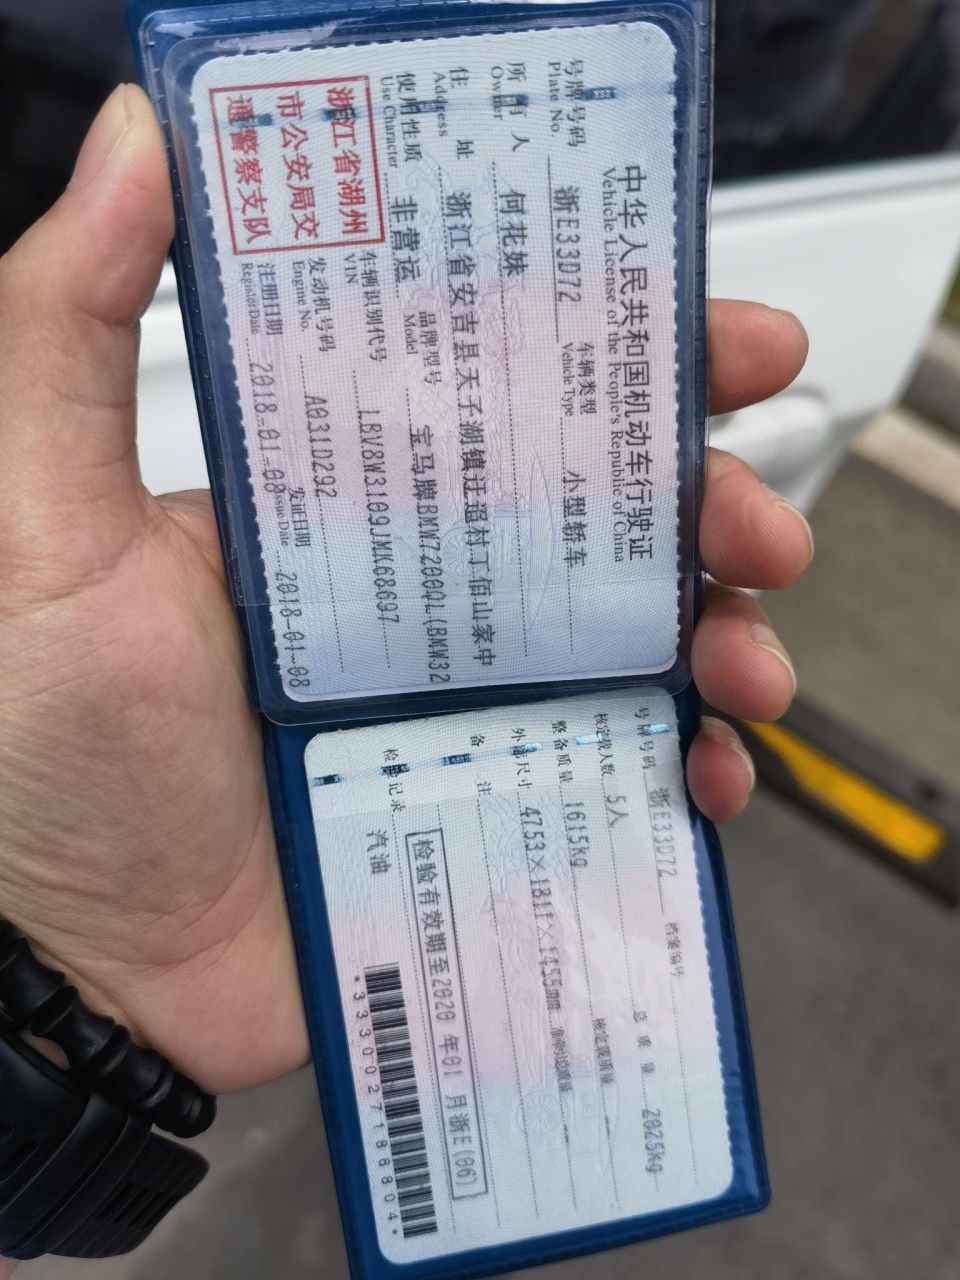 中华人民共和国机动车行驶证
Vehicle License of the People's Republic of China
号牌号码 Plate No. 浙E33D72 车辆类型 Vehicle Type 小型轿车
所有人 Owner 何花妹
住址 Address 浙江省安吉县天子湖镇迂迢村丁佰山家中
使用性质 Use Character 非营运 品牌型号 Model 宝马牌BMW7200QL(BMW32
浙江省湖州
市公安局交
通警察支队
车辆识别代号 VIN LBV8W3109JMA68697
发动机号码 Engine No. A031D292
注册日期 Register Date 2018-01-08 发证日期 Issue Date 2018-01-08
号牌号码 浙E33D72 档案编号
核定载人数 5人 总质量 2025kg
整备质量 1615kg 核定载质量
外廓尺寸 4753×1811×1455mm 准牵引总质量
备注
检验有效期至2020年01月浙E(06)
检验记录 汽油
*3330027186804*